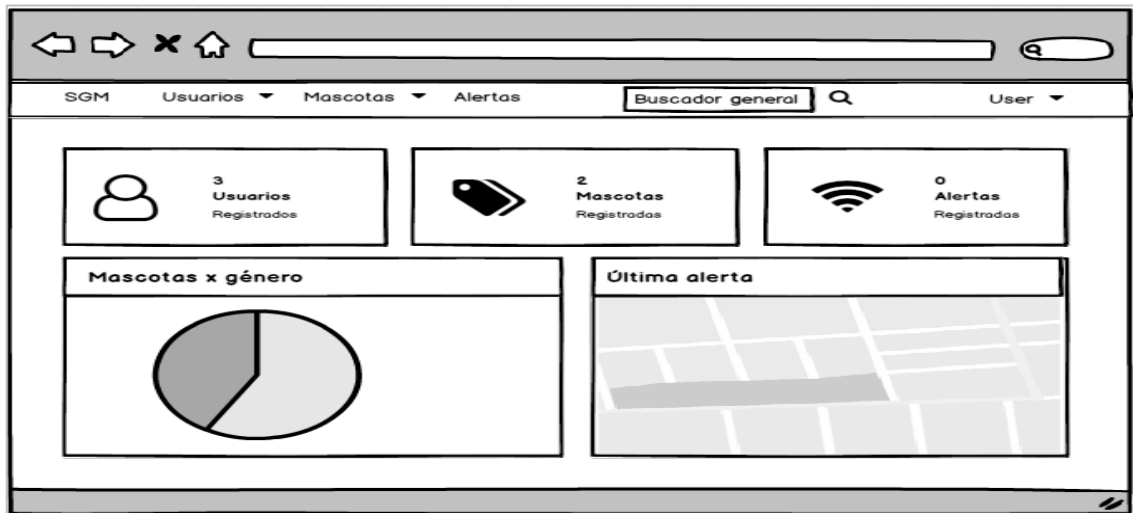 SGM Usuarios Mascotas Alertas Buscador general User
3
Usuarios
Registrados
2
Mascotas
Registradas
0
Alertas
Registradas
Mascotas x género
Última alerta